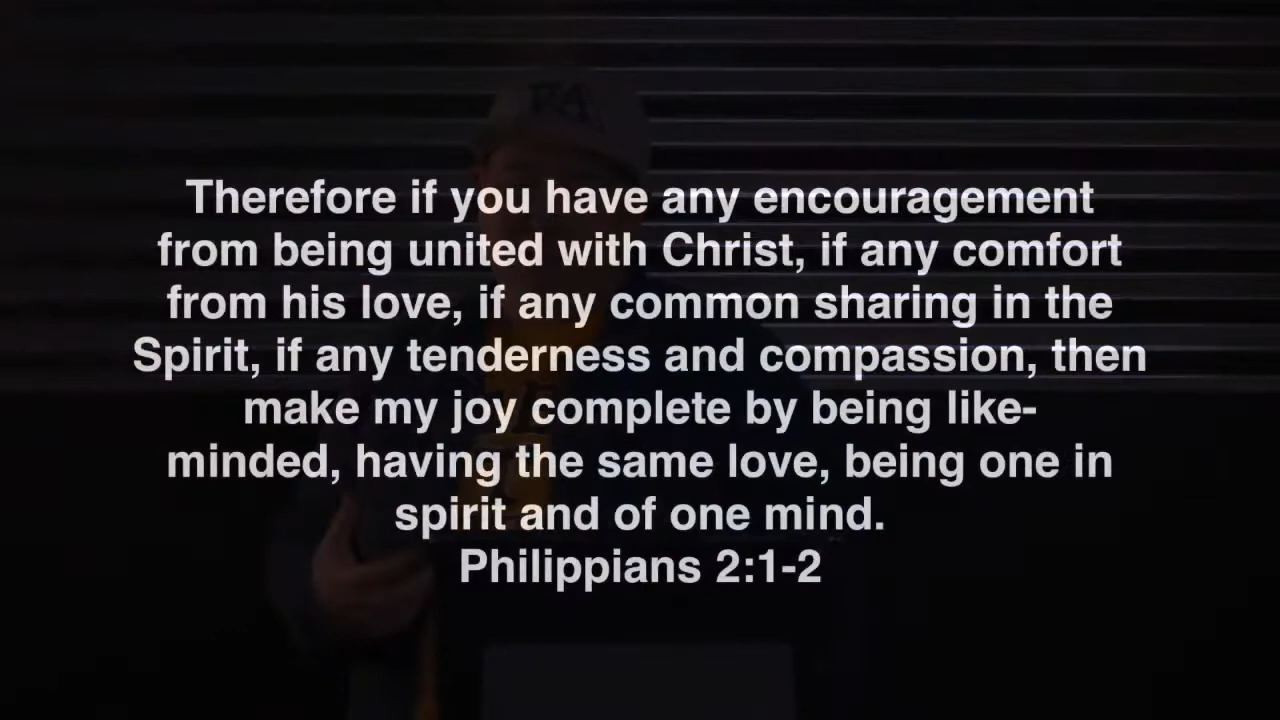 Therefore if you have any encouragement
from being united with Christ, if any comfort
from his love, if any common sharing in the
Spirit, if any tenderness and compassion, then
make my joy complete by being like-
minded, having the same love, being one in
spirit and of one mind.
Philippians 2:1-2